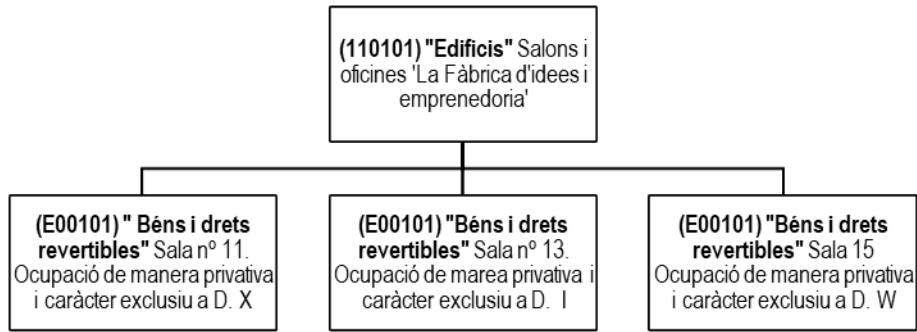 (110101) "Edificis" Salons i
oficines 'La Fàbrica d'idees i
emprenedoria'
(E00101) " Béns i drets
revertibles" Sala nº 11.
Ocupació de manera privativa
i caràcter exclusiu a D. X
(E00101) "Béns i drets
revertibles" Sala nº 13.
Ocupació de marea privativa i
caràcter exclusiu a D. I
(E00101) "Béns i drets
revertibles" Sala 15
Ocupació de manera privativa
i caràcter exclusiu a D. W